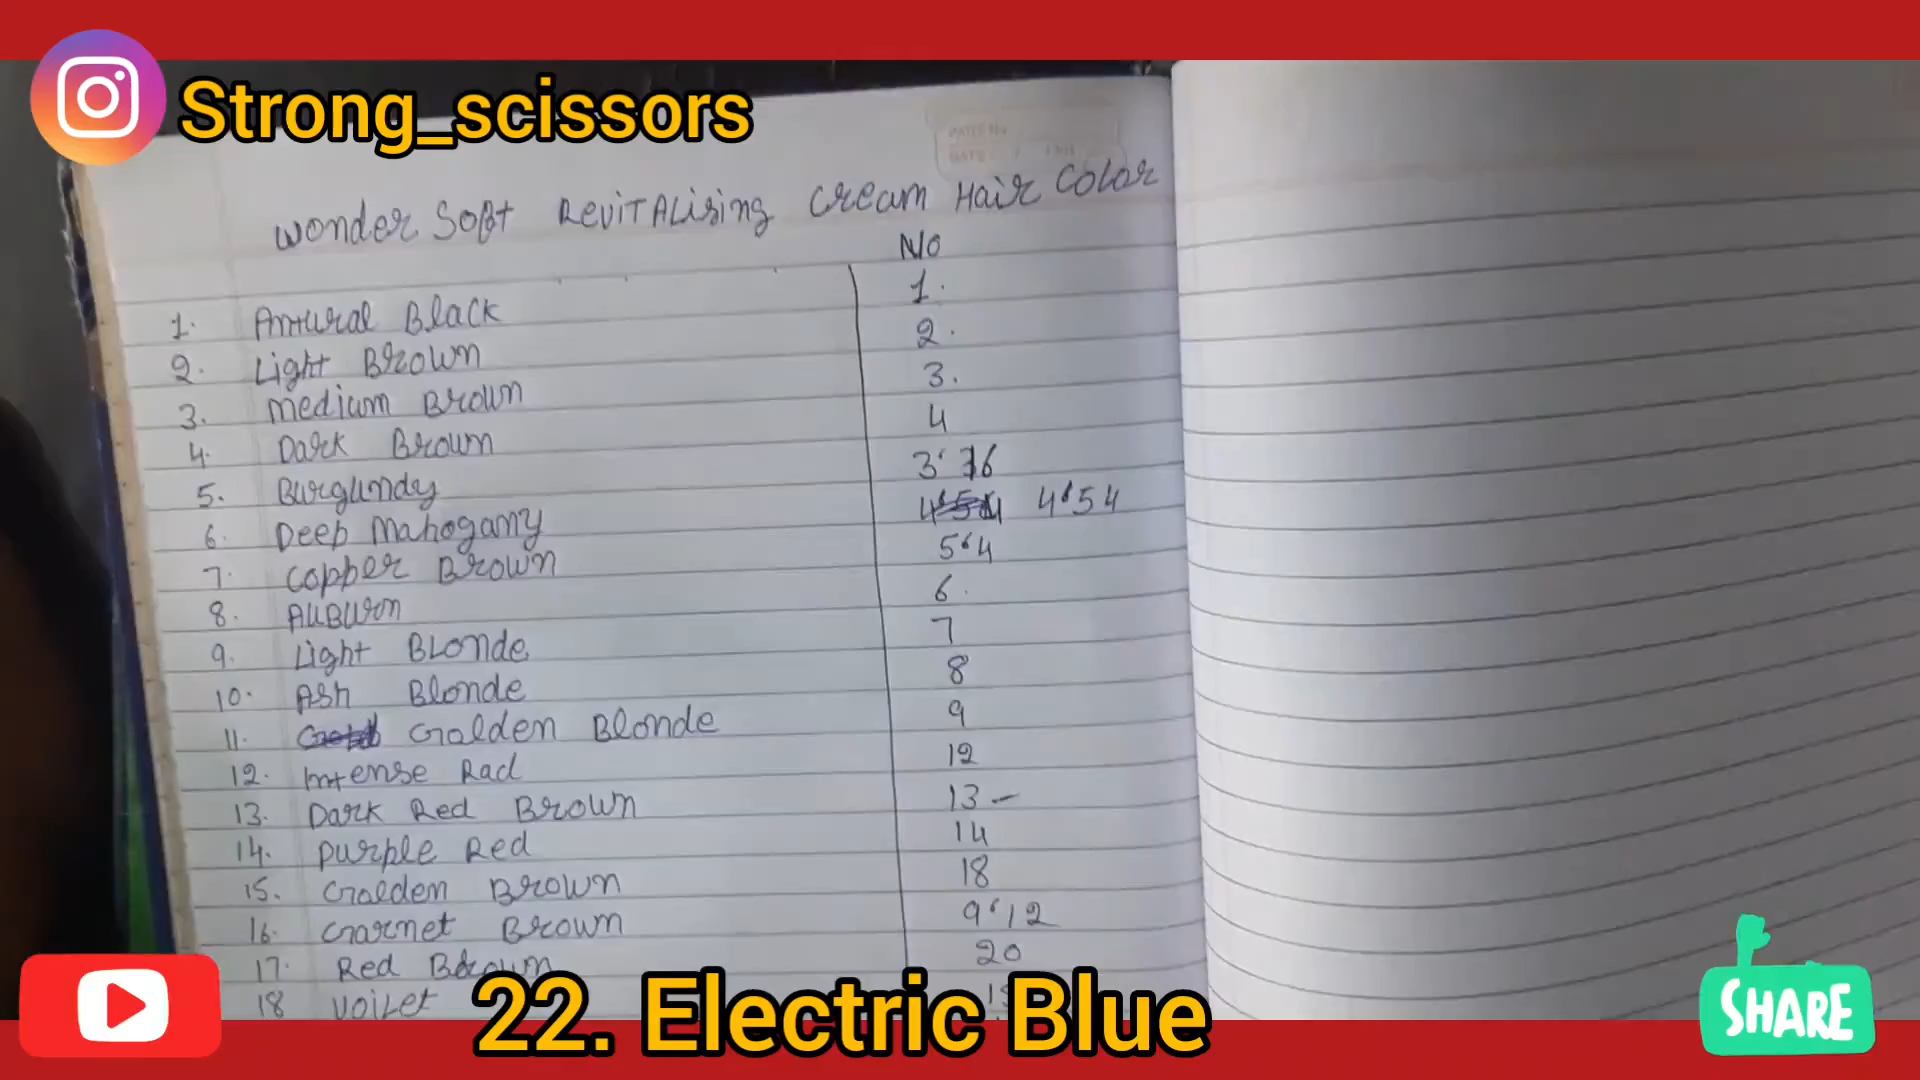 Strong_scissors
Wonder Soft Revitalising Cream Hair Color
N/O
1. Antural Black 1.
2. Light Brown 2.
3. Medium Brown 3.
4. Dark Brown 4
5. Burgundy 3.16
6. Deep Mahogany 4.54
7. Copper Brown 5.4
8. Auburn 6.
9. Light Blonde 7
10. Ash Blonde 8
11. Golden Blonde 9
12. Intense Rad 12
13. Dark Red Brown 13 -
14. Purple Red 14
15. Golden Brown 18
16. Garnet Brown 9.12
17. Red Brown 20
18 Voilet
22. Electric Blue
SHARE